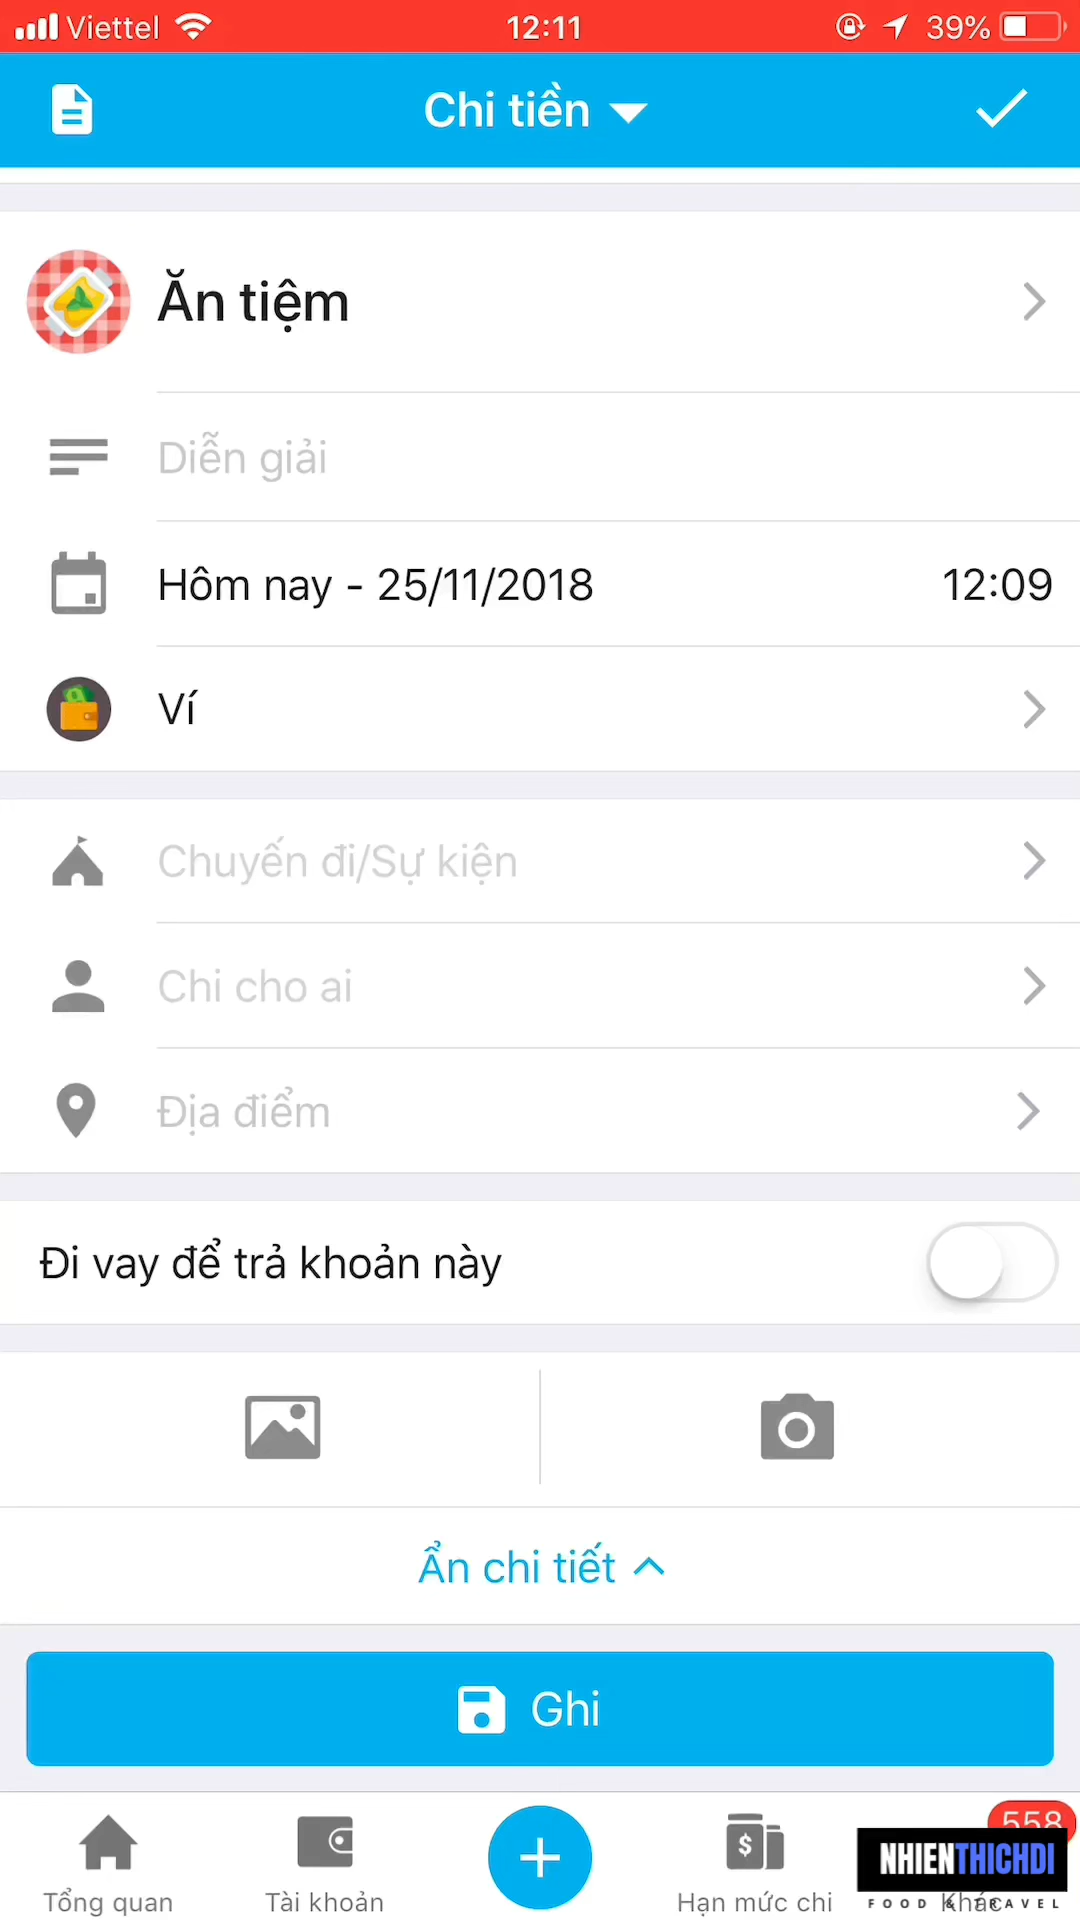 Viettel 12:11 39%
Chi tiền
Ăn tiệm
Diễn giải
Hôm nay - 25/11/2018 12:09
Ví
Chuyến đi/Sự kiện
Chi cho ai
Địa điểm
Đi vay để trả khoản này
Ẩn chi tiết
Ghi
558
NHIENTHICHDI
Tổng quan Tài khoản Hạn mức chi Khác
FOOD & TRAVEL